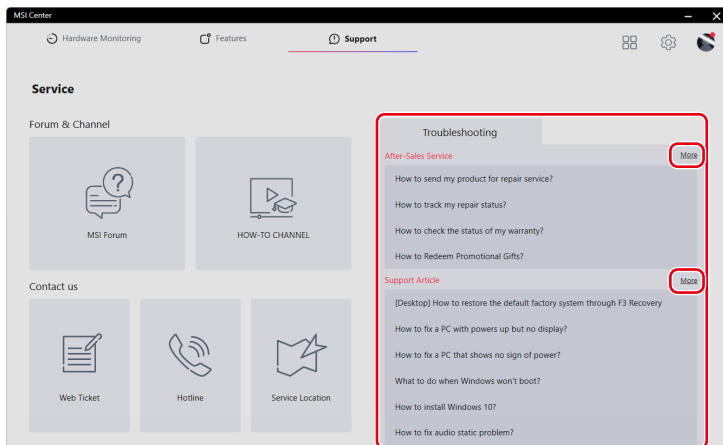 MSI Center
Hardware Monitoring
Features
Support
Service
Forum & Channel
MSI Forum
HOW-TO CHANNEL
Contact us
Web Ticket
Hotline
Service Location
Troubleshooting
After-Sales Service
More
How to send my product for repair service?
How to track my repair status?
How to check the status of my warranty?
How to Redeem Promotional Gifts?
Support Article
More
[Desktop] How to restore the default factory system through F3 Recovery
How to fix a PC with powers up but no display?
How to fix a PC that shows no sign of power?
What to do when Windows won't boot?
How to install Windows 10?
How to fix audio static problem?